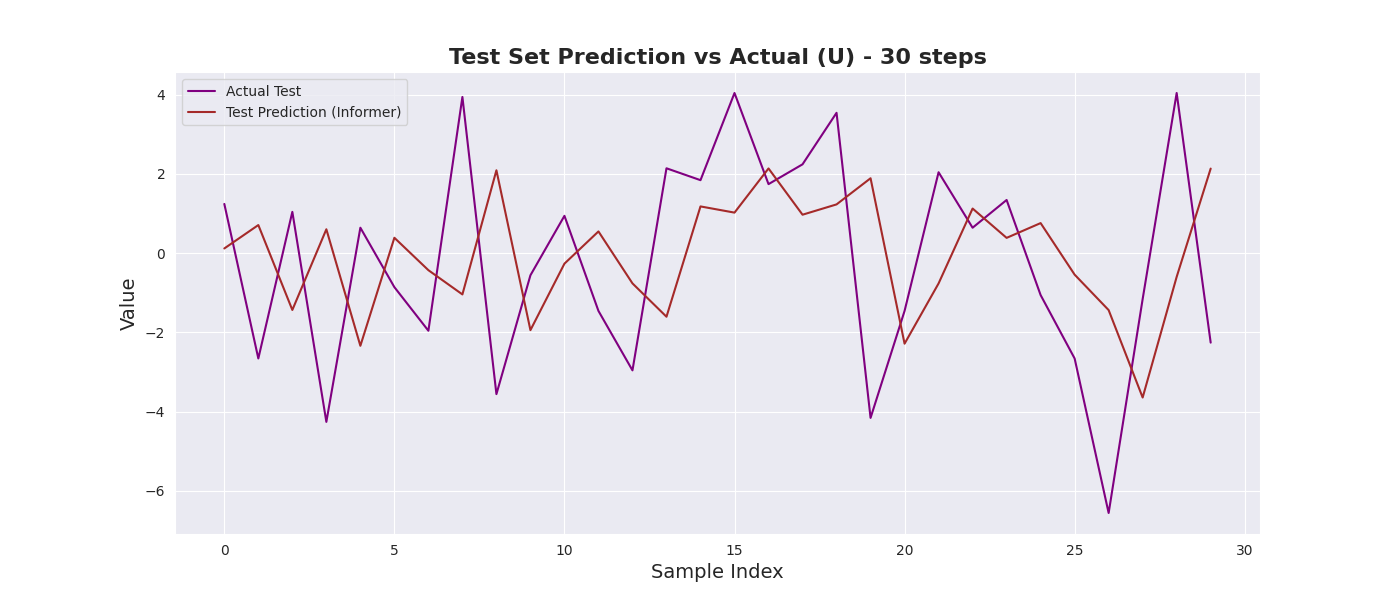 Test Set Prediction vs Actual (U) - 30 steps
Actual Test
Test Prediction (Informer)
4
2
0
−2
−4
−6
Value
0 5 10 15 20 25 30
Sample Index